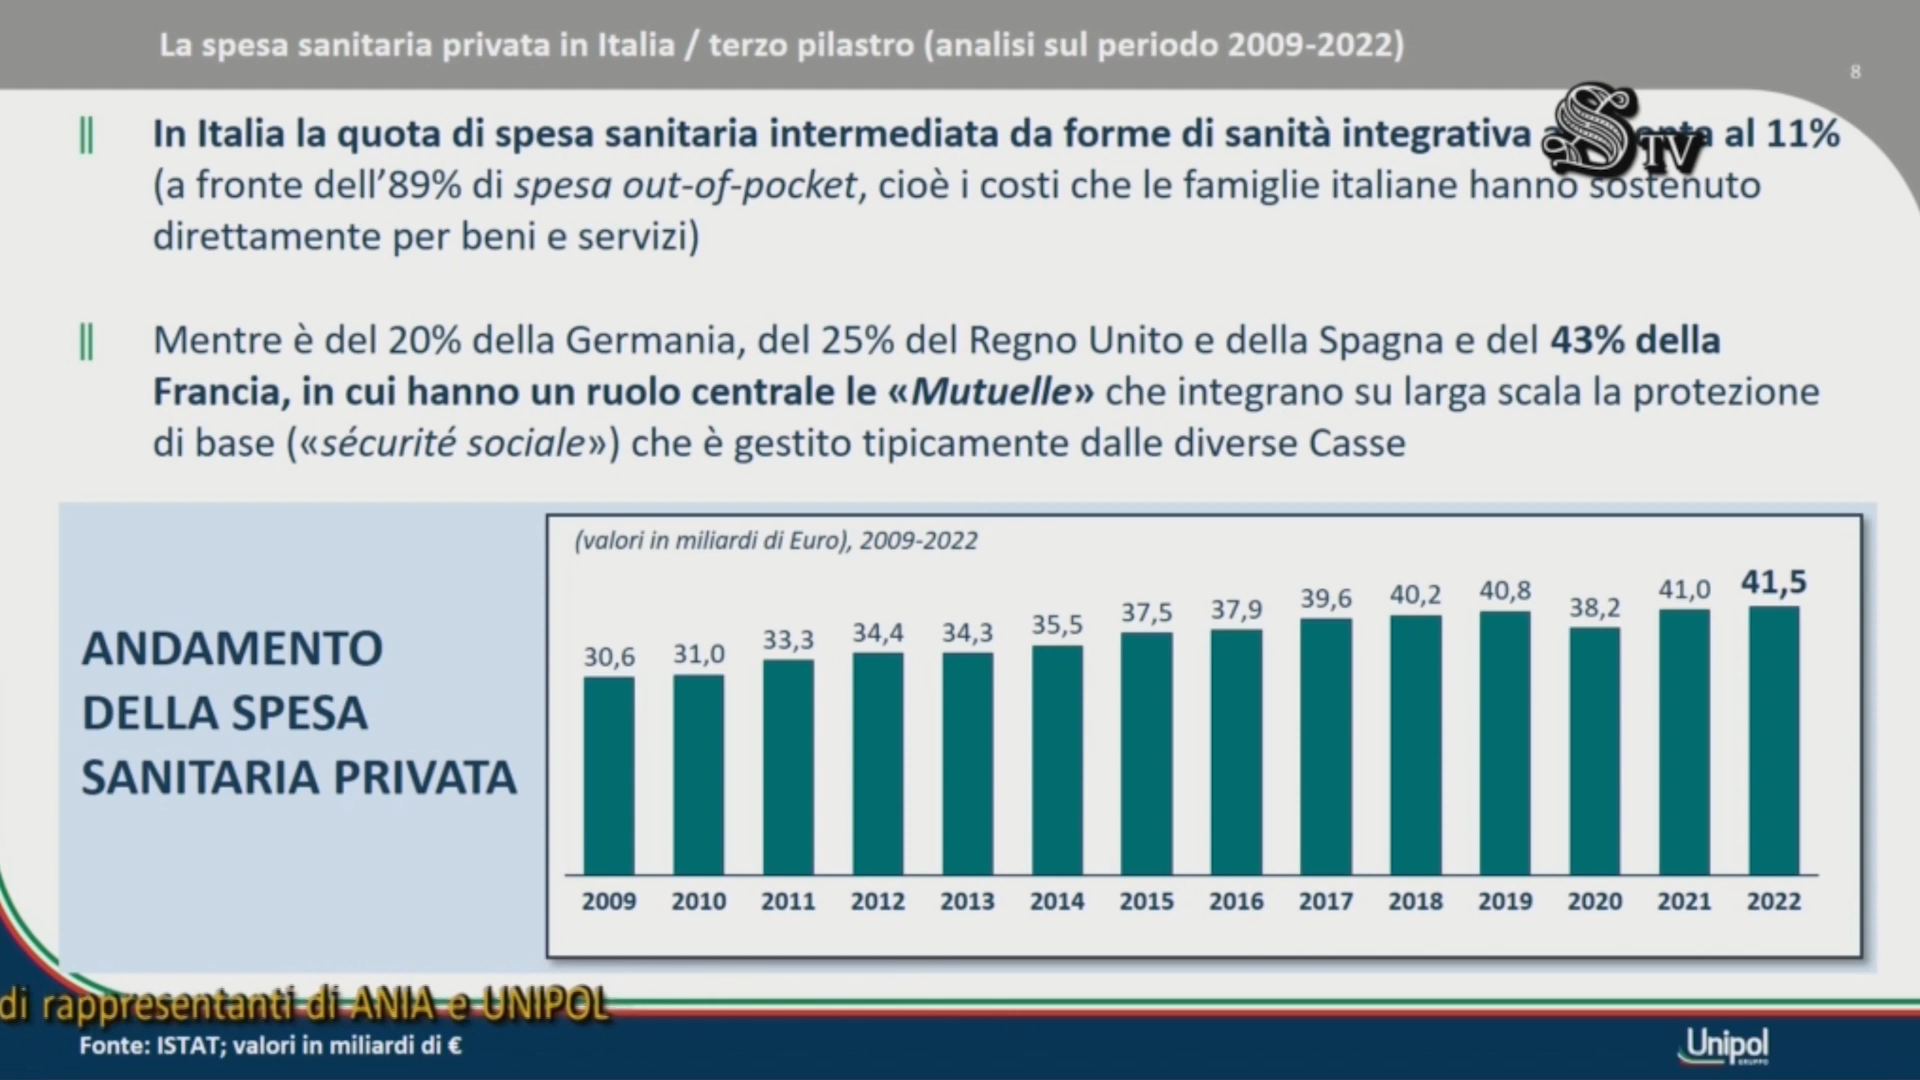 La spesa sanitaria privata in Italia / terzo pilastro (analisi sul periodo 2009-2022)
8
In Italia la quota di spesa sanitaria intermediata da forme di sanità integrativa al 11%
STV
(a fronte dell'89% di spesa out-of-pocket, cioè i costi che le famiglie italiane hanno sostenuto
direttamente per beni e servizi)
Mentre è del 20% della Germania, del 25% del Regno Unito e della Spagna e del 43% della
Francia, in cui hanno un ruolo centrale le «Mutuelle» che integrano su larga scala la protezione
di base («sécurité sociale») che è gestito tipicamente dalle diverse Casse
ANDAMENTO
DELLA SPESA
SANITARIA PRIVATA
(valori in miliardi di Euro), 2009-2022
30,6 31,0 33,3 34,4 34,3 35,5 37,5 37,9 39,6 40,2 40,8 38,2 41,0 41,5
2009 2010 2011 2012 2013 2014 2015 2016 2017 2018 2019 2020 2021 2022
di rappresentanti di ANIA e UNIPOL
Fonte: ISTAT; valori in miliardi di €
Unipol
GRUPPO